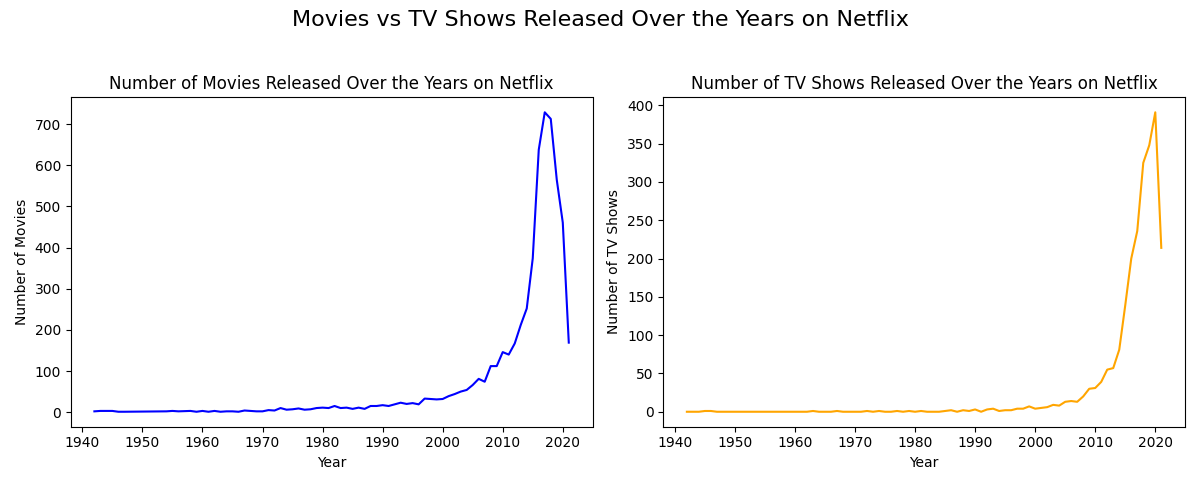 Movies vs TV Shows Released Over the Years on Netflix
Number of Movies Released Over the Years on Netflix
Number of Movies
700
600
500
400
300
200
100
0
1940 1950 1960 1970 1980 1990 2000 2010 2020
Year
Number of TV Shows Released Over the Years on Netflix
Number of TV Shows
400
350
300
250
200
150
100
50
0
1940 1950 1960 1970 1980 1990 2000 2010 2020
Year